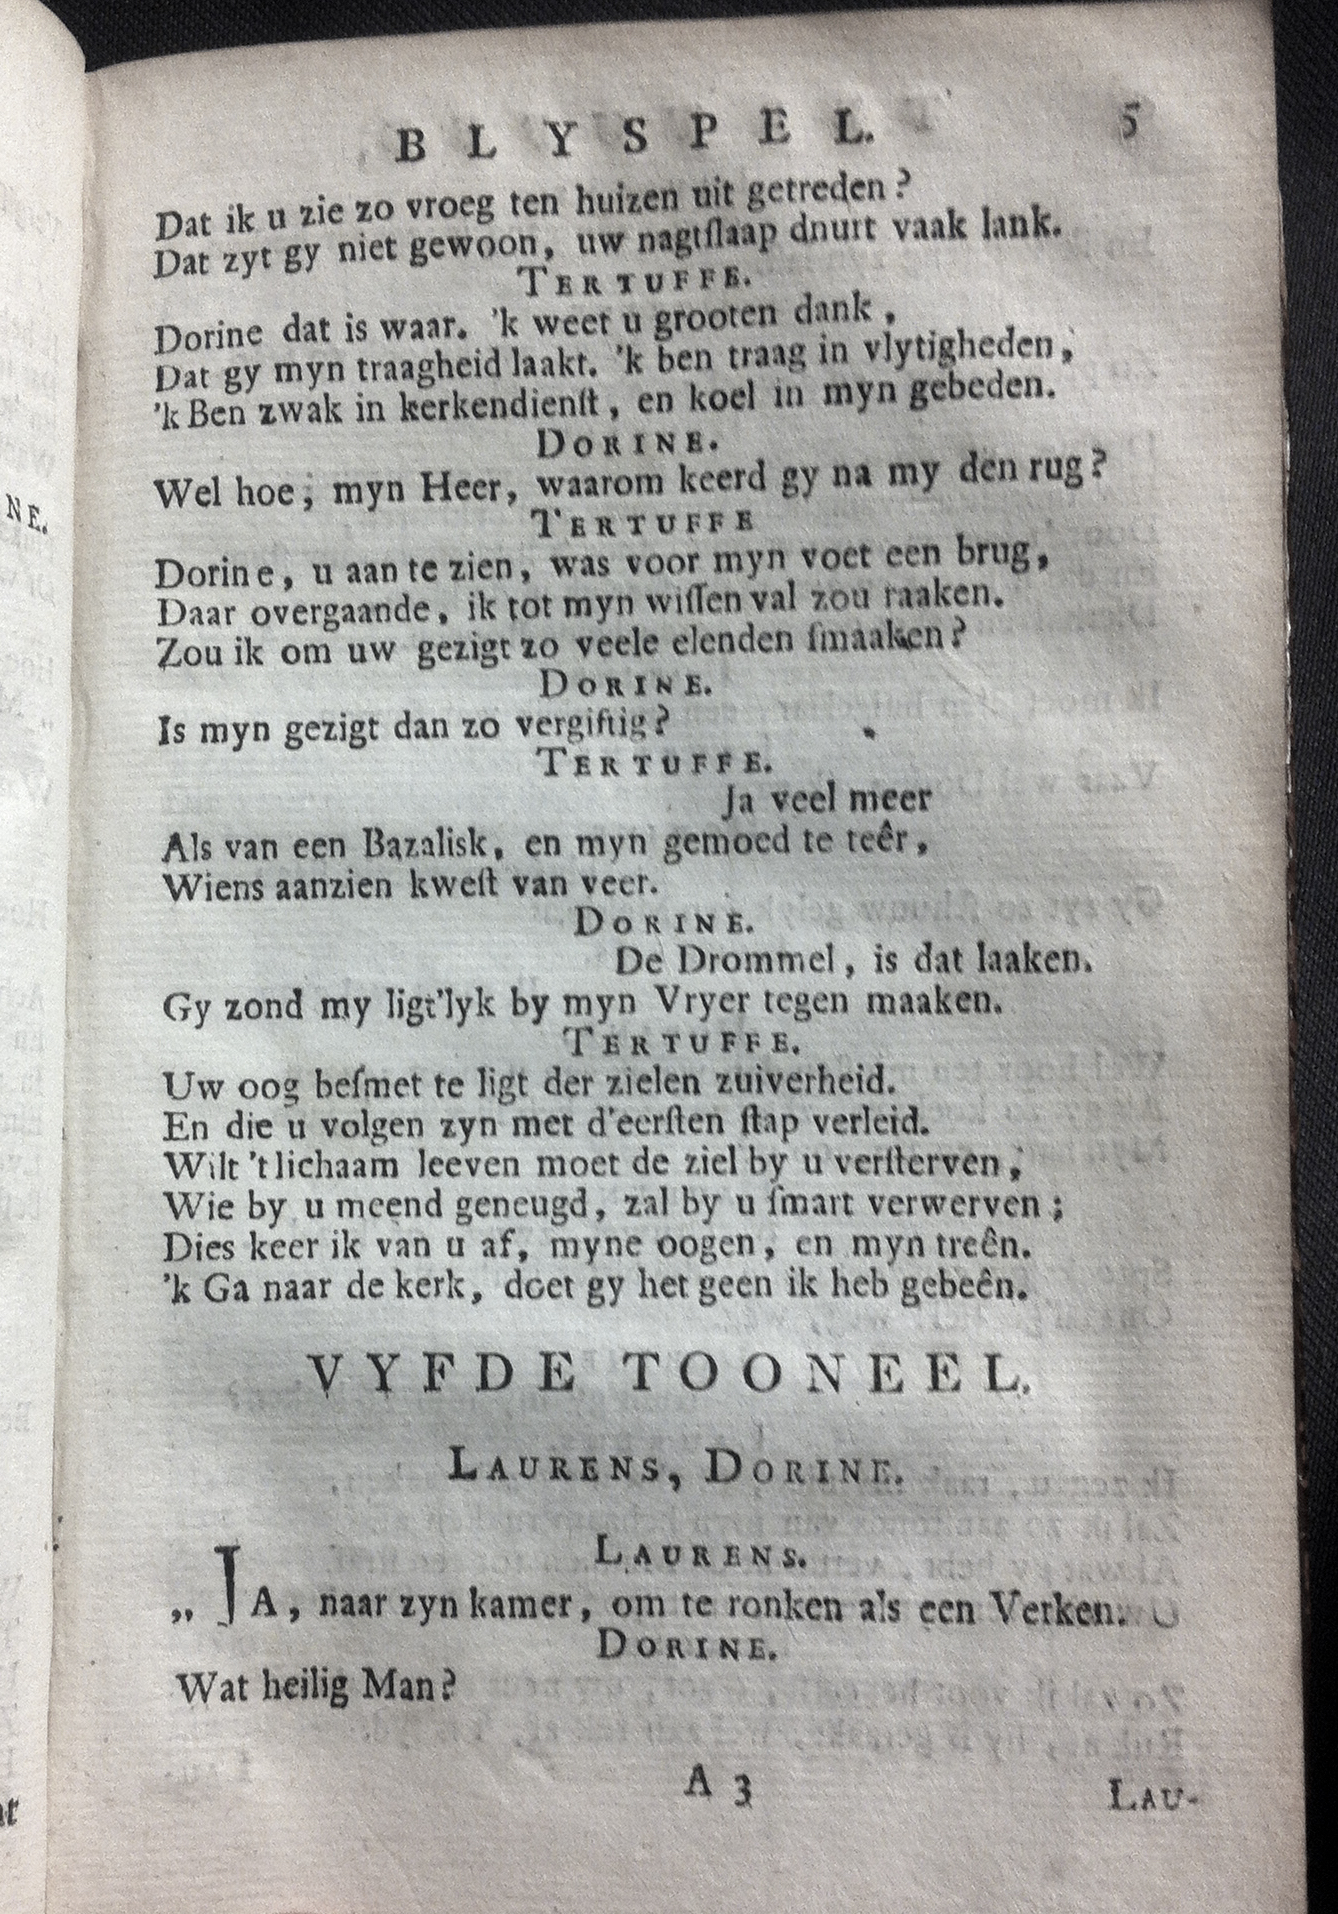 BLYSPEL. 5
Dat ik u zie zo vroeg ten huizen uit getreden?
Dat zyt gy niet gewoon, uw nagtſlaap dnurt vaak lank.
TERTUFFE.
Dorine dat is waar. 'k weet u grooten dank,
Dat gy myn traagheid laakt. 'k ben traag in vlytigheden,
'k Ben zwak in kerkendienſt, en koel in myn gebeden.
DORINE.
Wel hoe; myn Heer, waarom keerd gy na my den rug?
TERTUFFE
Dorine, u aan te zien, was voor myn voet een brug,
Daar overgaande, ik tot myn wiſſen val zou raaken.
Zou ik om uw gezigt zo veele elenden ſmaaken?
DORINE.
Is myn gezigt dan zo vergiftig?
TERTUFFE.
Ja veel meer
Als van een Bazalisk, en myn gemoed te teêr,
Wiens aanzien kweſt van veer.
DORINE.
De Drommel, is dat laaken.
Gy zond my ligt'lyk by myn Vryer tegen maaken.
TERTUFFE.
Uw oog beſmet te ligt der zielen zuiverheid.
En die u volgen zyn met d'eerſten ſtap verleid.
Wilt 't lichaam leeven moet de ziel by u verſterven,
Wie by u meend geneugd, zal by u ſmart verwerven;
Dies keer ik van u af, myne oogen, en myn treên.
'k Ga naar de kerk, doet gy het geen ik heb gebeên.
VYFDE TOONEEL.
LAURENS, DORINE.
LAURENS.
„ JA, naar zyn kamer, om te ronken als een Verken.
DORINE.
Wat heilig Man?
A 3 LAU-
NE.